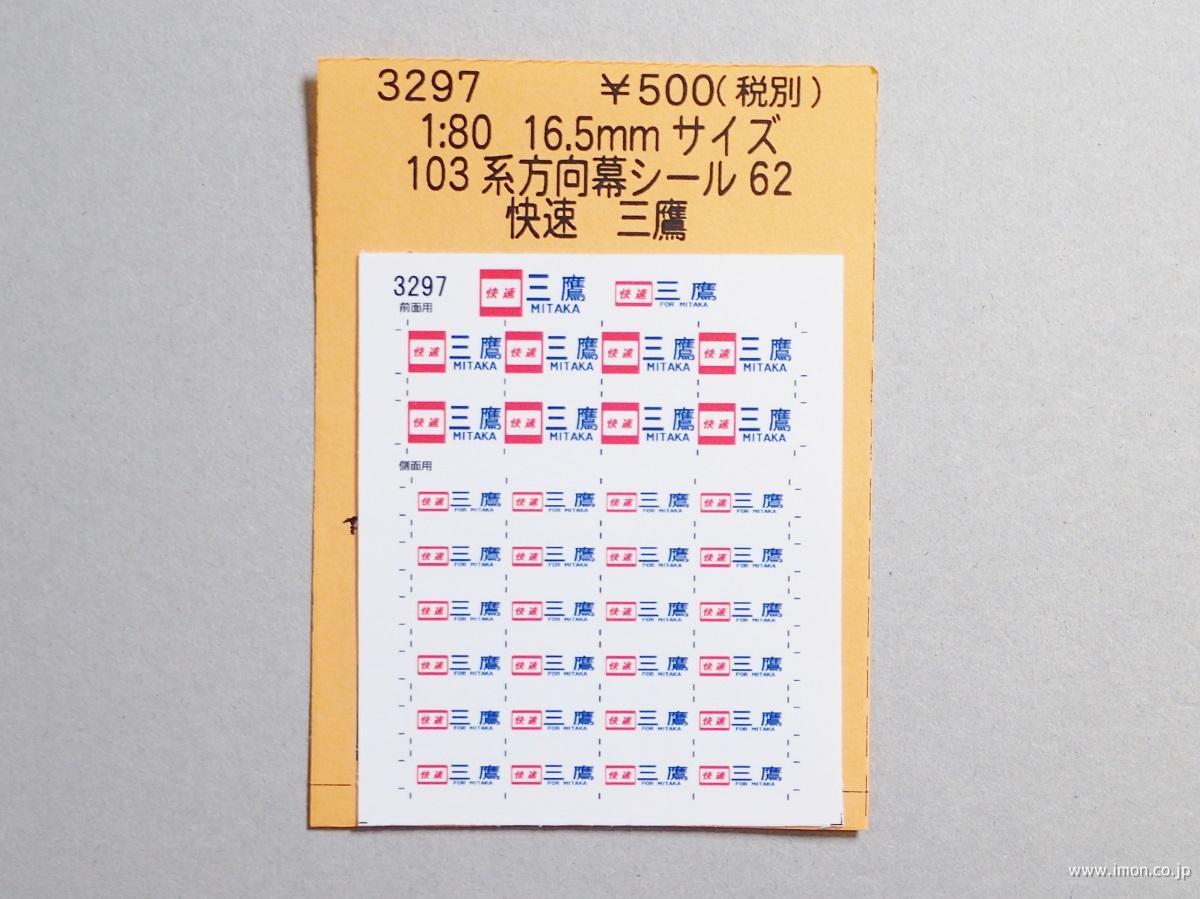 3297 ¥500(税別)
1:80 16.5mm サイズ
103系方向幕シール62
快速 三鷹
3297 快速 三鷹 快速 三鷹
前面用 MITAKA FOR MITAKA
快速 三鷹 快速 三鷹 快速 三鷹 快速 三鷹
MITAKA MITAKA MITAKA MITAKA
快速 三鷹 快速 三鷹 快速 三鷹 快速 三鷹
MITAKA MITAKA MITAKA MITAKA
側面用
快速 三鷹 快速 三鷹 快速 三鷹 快速 三鷹
FOR MITAKA FOR MITAKA FOR MITAKA FOR MITAKA
快速 三鷹 快速 三鷹 快速 三鷹 快速 三鷹
FOR MITAKA FOR MITAKA FOR MITAKA FOR MITAKA
快速 三鷹 快速 三鷹 快速 三鷹 快速 三鷹
FOR MITAKA FOR MITAKA FOR MITAKA FOR MITAKA
快速 三鷹 快速 三鷹 快速 三鷹 快速 三鷹
FOR MITAKA FOR MITAKA FOR MITAKA FOR MITAKA
快速 三鷹 快速 三鷹 快速 三鷹 快速 三鷹
FOR MITAKA FOR MITAKA FOR MITAKA FOR MITAKA
快速 三鷹 快速 三鷹 快速 三鷹 快速 三鷹
FOR MITAKA FOR MITAKA FOR MITAKA FOR MITAKA
www.imon.co.jp